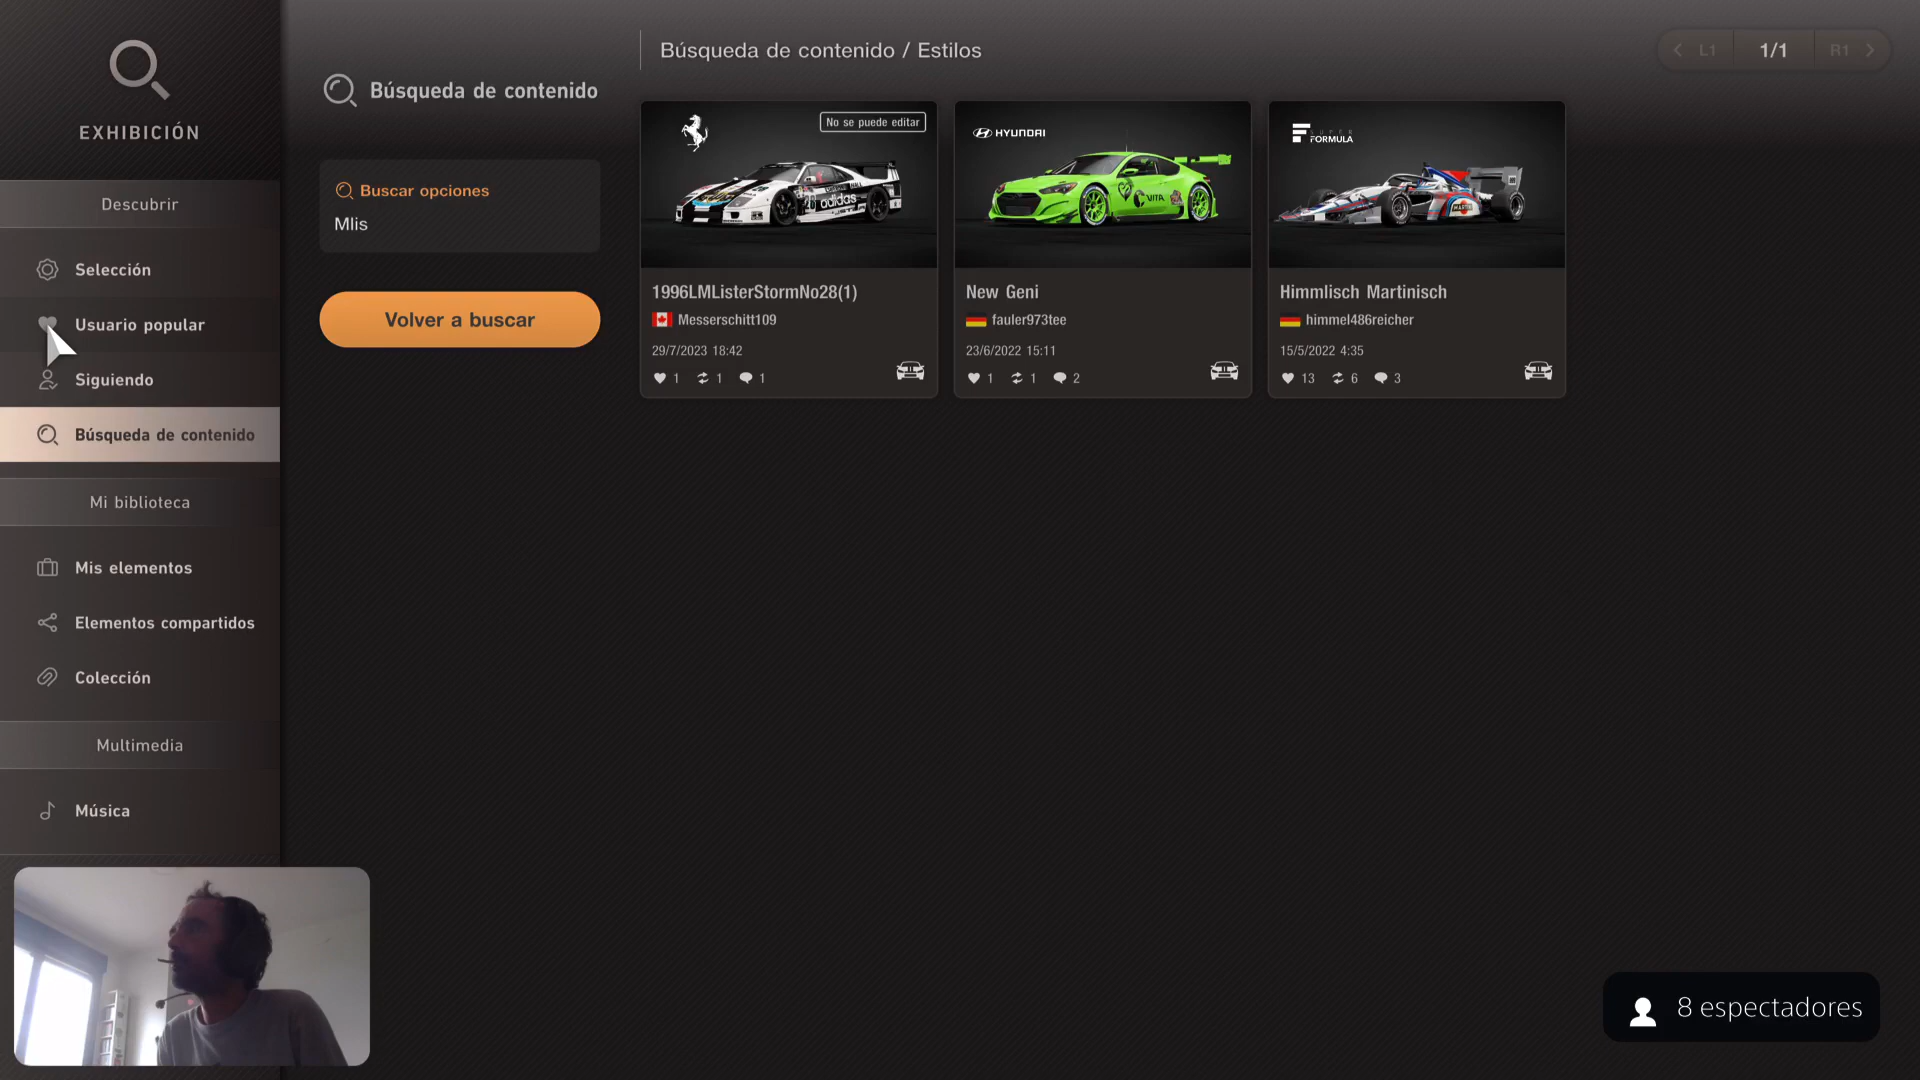 EXHIBICIÓN
Descubrir
Selección
Usuario popular
Siguiendo
Búsqueda de contenido
Mi biblioteca
Mis elementos
Elementos compartidos
Colección
Multimedia
Música
Búsqueda de contenido
Buscar opciones
Mlis
Volver a buscar
Búsqueda de contenido / Estilos
L1 1/1 R1
No se puede editar
adidas
1996LMListerStormNo28(1)
Messerschitt109
29/7/2023 18:42
1 1 1
HYUNDAI
VITA
New Geni
fauler973tee
23/6/2022 15:11
1 1 2
SUPER
FORMULA
Himmlisch Martinisch
himmel486reicher
15/5/2022 4:35
13 6 3
8 espectadores